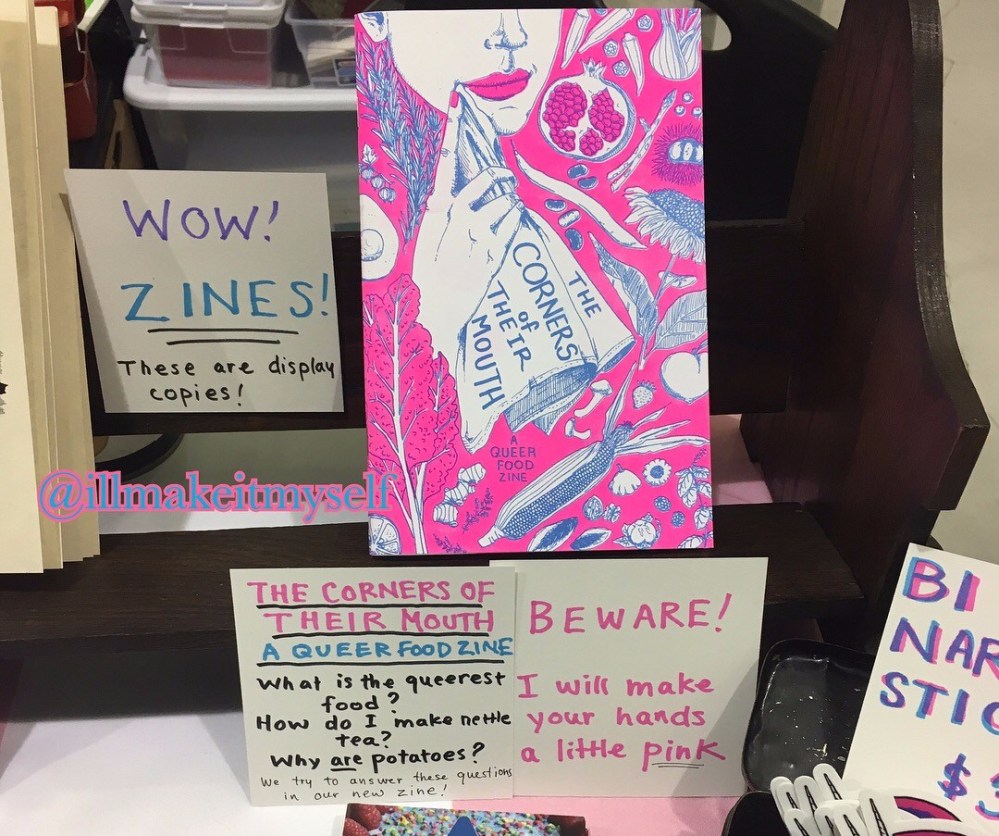 WOW!
ZINES!
These are display
copies!
THE
CORNERS
of
THEIR
MOUTH
A
QUEER
FOOD
ZINE
@illmakeitmyself
THE CORNERS OF
THEIR MOUTH
A QUEER FOOD ZINE
What is the queerest
food?
How do I make nettle
tea?
Why are potatoes?
We try to answer these questions
in our new zine!
BEWARE!
I will make
your hands
a little pink
BI
NAR
STIC
$